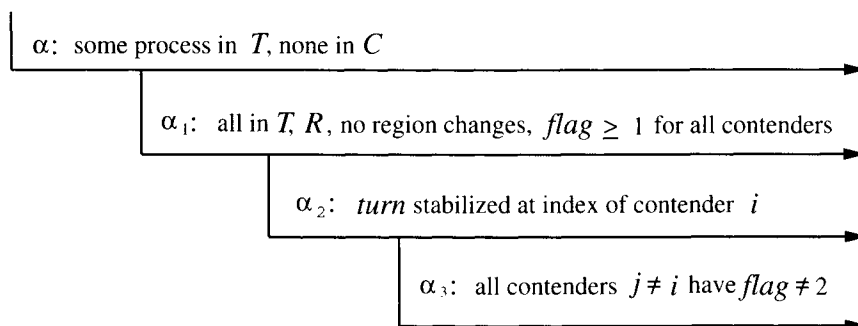 α: some process in T, none in C
α₁: all in T, R, no region changes, flag ≥ 1 for all contenders
α₂: turn stabilized at index of contender i
α₃: all contenders j ≠ i have flag ≠ 2